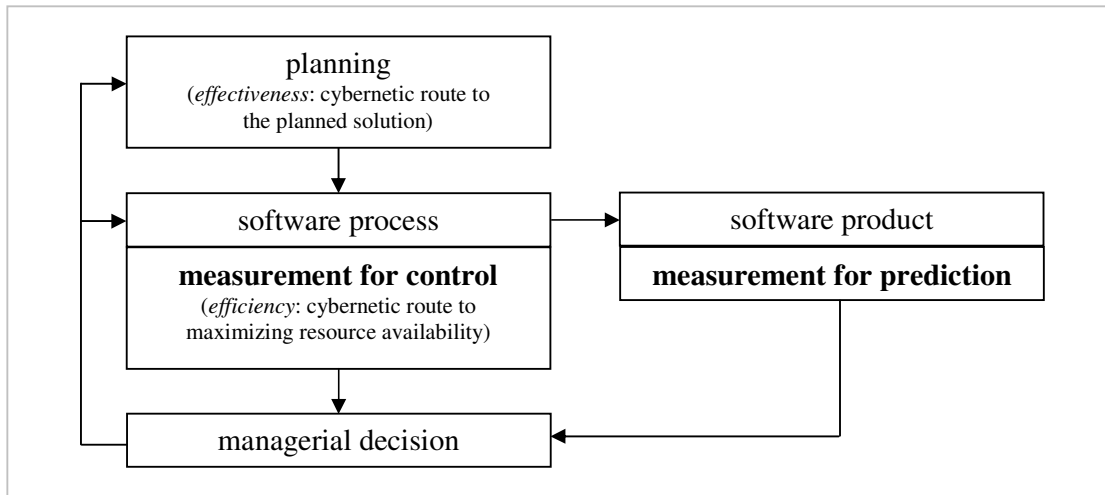 planning
(effectiveness: cybernetic route to
the planned solution)
software process
measurement for control
(efficiency: cybernetic route to
maximizing resource availability)
software product
measurement for prediction
managerial decision